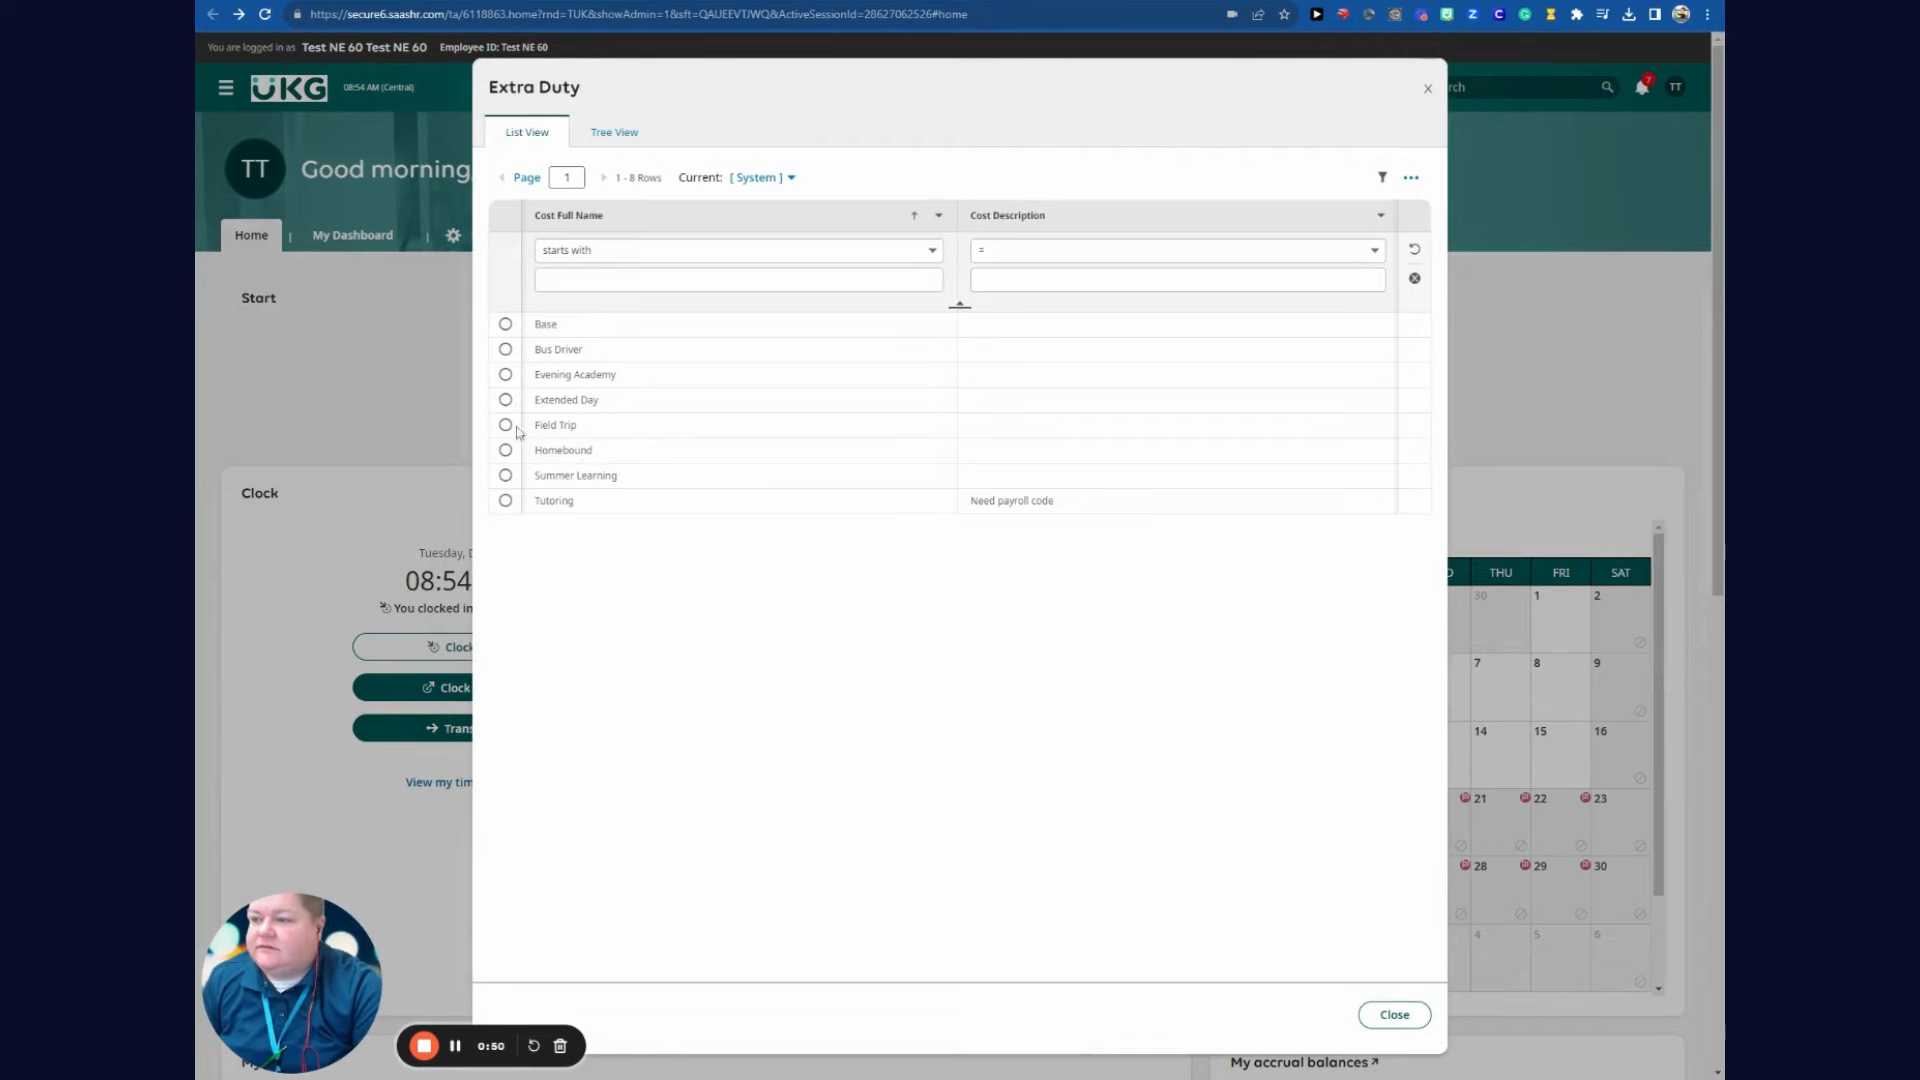 https://secure6.saashr.com/ta/6118863.home?rnd=TUK&showAdmin=1&sft=QAUEEVTJWQ&ActiveSessionId=28627062526#home
You are logged in as Test NE 60 Test NE 60 Employee ID: Test NE 60
UKG 08:54 AM (Central)
Extra Duty
rch
7
TT
List View Tree View
TT
Good morning,
Page 1 1 - 8 Rows Current: [ System ]
Home | My Dashboard |
Cost Full Name Cost Description
starts with =
Start
Base
Bus Driver
Evening Academy
Extended Day
Field Trip
Homebound
Summer Learning
Tutoring Need payroll code
Clock
Tuesday, D
08:54
You clocked in
Clock
Clock
Trans
View my tim
D THU FRI SAT
30 1 2
7 8 9
14 15 16
21 22 23
28 29 30
4 5 6
Close
0:50
My accrual balances